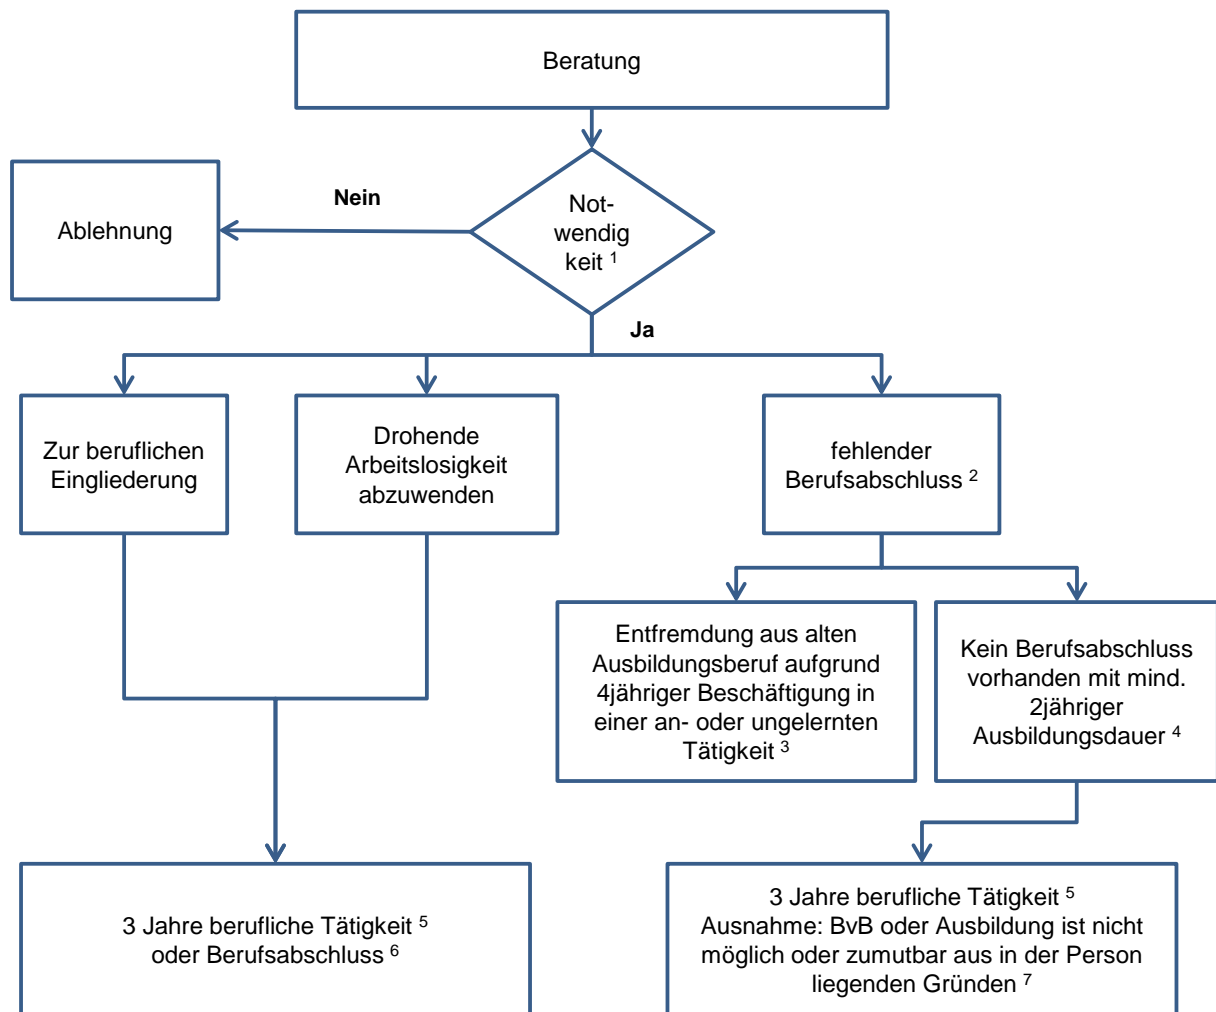 Beratung
Nein
Ablehnung
Not-
wendig
keit 1
Ja
Zur beruflichen
Eingliederung
Drohende
Arbeitslosigkeit
abzuwenden
fehlender
Berufsabschluss 2
Entfremdung aus alten
Ausbildungsberuf aufgrund
4jähriger Beschäftigung in
einer an- oder ungelernten
Tätigkeit 3
Kein Berufsabschluss
vorhanden mit mind.
2jähriger
Ausbildungsdauer 4
3 Jahre berufliche Tätigkeit 5
oder Berufsabschluss 6
3 Jahre berufliche Tätigkeit 5
Ausnahme: BvB oder Ausbildung ist nicht
möglich oder zumutbar aus in der Person
liegenden Gründen 7